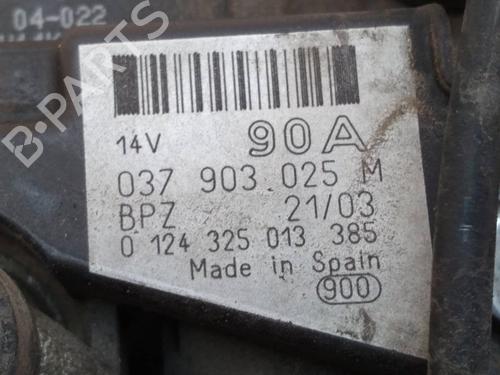 04-022
B-PARTS
14V 90A
037 903 025 M
BPZ 21/03
0 124 325 013 385
Made in Spain
900